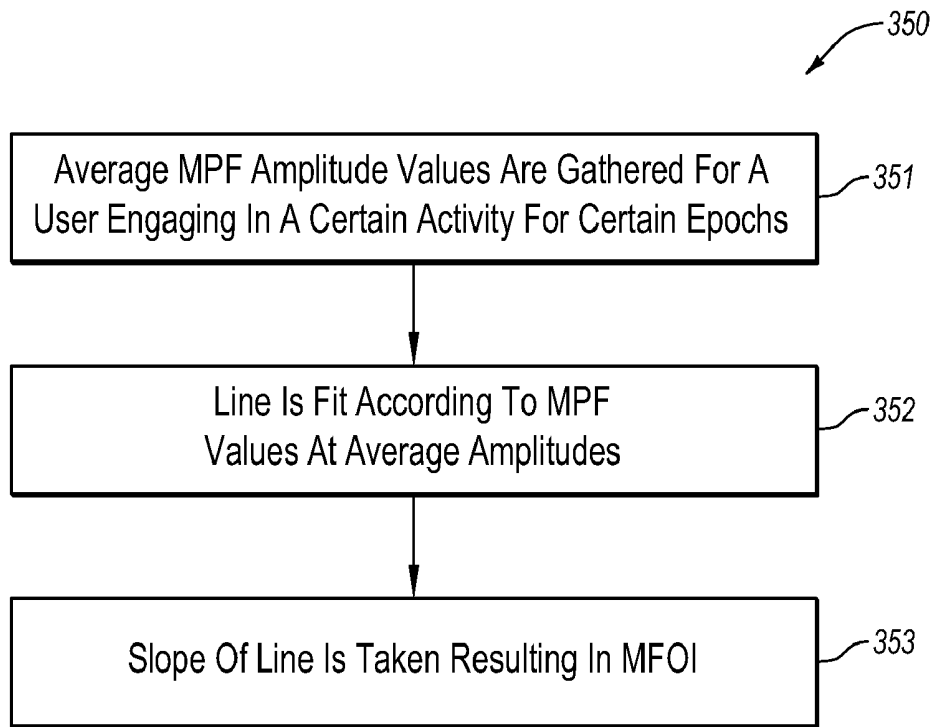 350
Average MPF Amplitude Values Are Gathered For A
User Engaging In A Certain Activity For Certain Epochs
351
Line Is Fit According To MPF
Values At Average Amplitudes
352
Slope Of Line Is Taken Resulting In MFOI
353